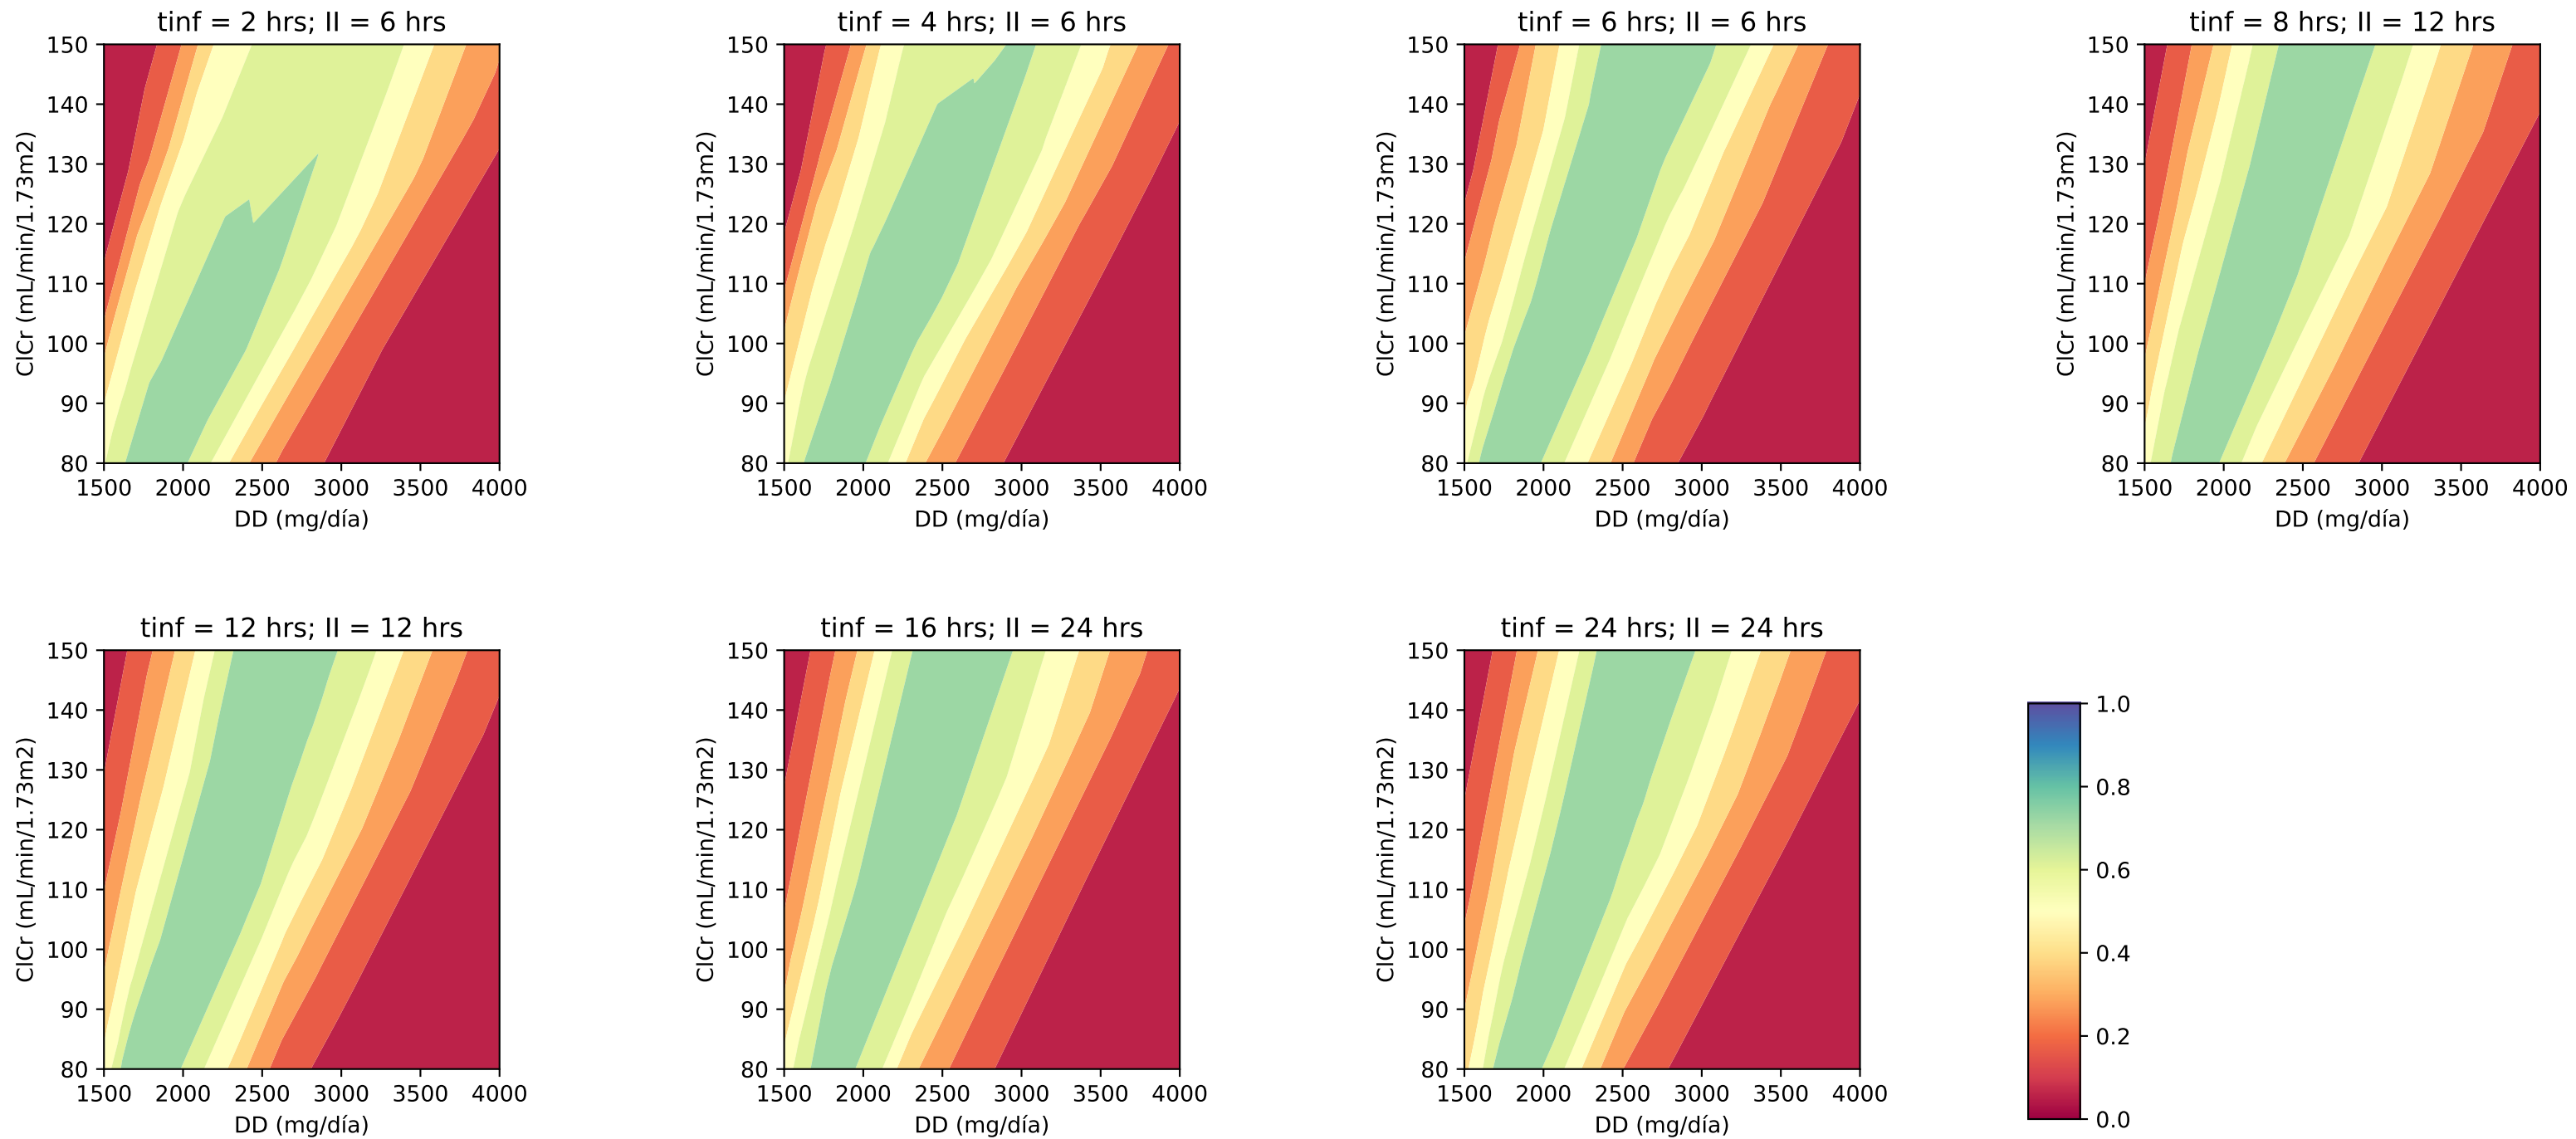 tinf = 2 hrs; II = 6 hrs
150
140
130
120
110
100
90
80
ClCr (mL/min/1.73m2)
1500 2000 2500 3000 3500 4000
DD (mg/día)
tinf = 4 hrs; II = 6 hrs
150
140
130
120
110
100
90
80
ClCr (mL/min/1.73m2)
1500 2000 2500 3000 3500 4000
DD (mg/día)
tinf = 6 hrs; II = 6 hrs
150
140
130
120
110
100
90
80
ClCr (mL/min/1.73m2)
1500 2000 2500 3000 3500 4000
DD (mg/día)
tinf = 8 hrs; II = 12 hrs
150
140
130
120
110
100
90
80
ClCr (mL/min/1.73m2)
1500 2000 2500 3000 3500 4000
DD (mg/día)
tinf = 12 hrs; II = 12 hrs
150
140
130
120
110
100
90
80
ClCr (mL/min/1.73m2)
1500 2000 2500 3000 3500 4000
DD (mg/día)
tinf = 16 hrs; II = 24 hrs
150
140
130
120
110
100
90
80
ClCr (mL/min/1.73m2)
1500 2000 2500 3000 3500 4000
DD (mg/día)
tinf = 24 hrs; II = 24 hrs
150
140
130
120
110
100
90
80
ClCr (mL/min/1.73m2)
1500 2000 2500 3000 3500 4000
DD (mg/día)
1.0
0.8
0.6
0.4
0.2
0.0